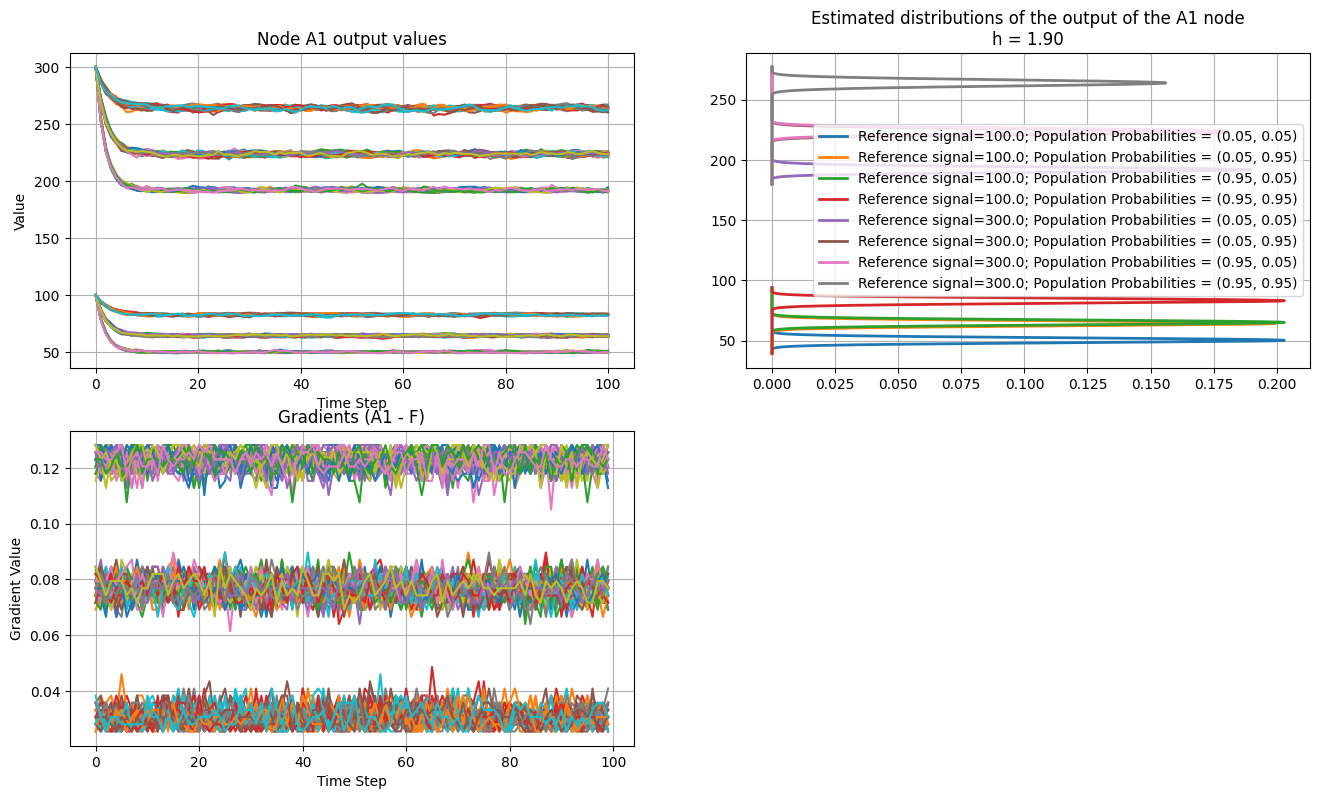 Node A1 output values
300
250
200
150
100
50
Value
0 20 40 60 80 100
Time Step
Estimated distributions of the output of the A1 node
h = 1.90
250
200
150
100
50
Reference signal=100.0; Population Probabilities = (0.05, 0.05)
Reference signal=100.0; Population Probabilities = (0.05, 0.95)
Reference signal=100.0; Population Probabilities = (0.95, 0.05)
Reference signal=100.0; Population Probabilities = (0.95, 0.95)
Reference signal=300.0; Population Probabilities = (0.05, 0.05)
Reference signal=300.0; Population Probabilities = (0.05, 0.95)
Reference signal=300.0; Population Probabilities = (0.95, 0.05)
Reference signal=300.0; Population Probabilities = (0.95, 0.95)
0.000 0.025 0.050 0.075 0.100 0.125 0.150 0.175 0.200
Gradients (A1 - F)
0.12
0.10
0.08
0.06
0.04
Gradient Value
0 20 40 60 80 100
Time Step